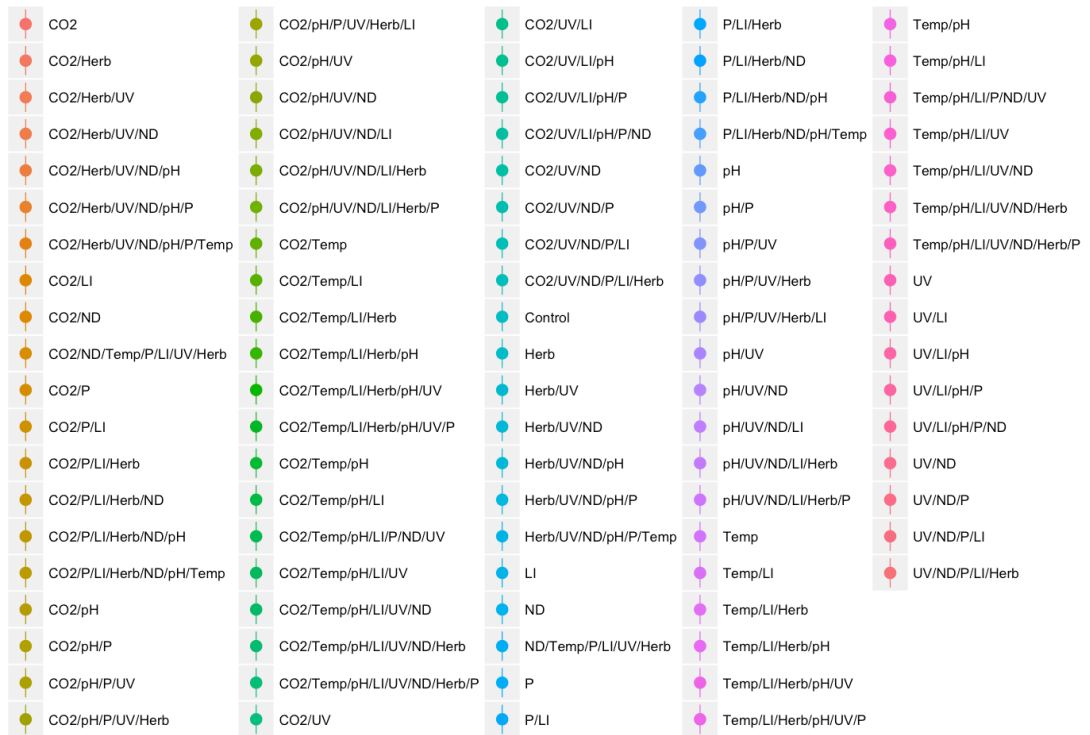 CO2
CO2/Herb
CO2/Herb/UV
CO2/Herb/UV/ND
CO2/Herb/UV/ND/pH
CO2/Herb/UV/ND/pH/P
CO2/Herb/UV/ND/pH/P/Temp
CO2/LI
CO2/ND
CO2/ND/Temp/P/LI/UV/Herb
CO2/P
CO2/P/LI
CO2/P/LI/Herb
CO2/P/LI/Herb/ND
CO2/P/LI/Herb/ND/pH
CO2/P/LI/Herb/ND/pH/Temp
CO2/pH
CO2/pH/P
CO2/pH/P/UV
CO2/pH/P/UV/Herb
CO2/pH/P/UV/Herb/LI
CO2/pH/UV
CO2/pH/UV/ND
CO2/pH/UV/ND/LI
CO2/pH/UV/ND/LI/Herb
CO2/pH/UV/ND/LI/Herb/P
CO2/Temp
CO2/Temp/LI
CO2/Temp/LI/Herb
CO2/Temp/LI/Herb/pH
CO2/Temp/LI/Herb/pH/UV
CO2/Temp/LI/Herb/pH/UV/P
CO2/Temp/pH
CO2/Temp/pH/LI
CO2/Temp/pH/LI/P/ND/UV
CO2/Temp/pH/LI/UV
CO2/Temp/pH/LI/UV/ND
CO2/Temp/pH/LI/UV/ND/Herb
CO2/Temp/pH/LI/UV/ND/Herb/P
CO2/UV
CO2/UV/LI
CO2/UV/LI/pH
CO2/UV/LI/pH/P
CO2/UV/LI/pH/P/ND
CO2/UV/ND
CO2/UV/ND/P
CO2/UV/ND/P/LI
CO2/UV/ND/P/LI/Herb
Control
Herb
Herb/UV
Herb/UV/ND
Herb/UV/ND/pH
Herb/UV/ND/pH/P
Herb/UV/ND/pH/P/Temp
LI
ND
ND/Temp/P/LI/UV/Herb
P
P/LI
P/LI/Herb
P/LI/Herb/ND
P/LI/Herb/ND/pH
P/LI/Herb/ND/pH/Temp
pH
pH/P
pH/P/UV
pH/P/UV/Herb
pH/P/UV/Herb/LI
pH/UV
pH/UV/ND
pH/UV/ND/LI
pH/UV/ND/LI/Herb
pH/UV/ND/LI/Herb/P
Temp
Temp/LI
Temp/LI/Herb
Temp/LI/Herb/pH
Temp/LI/Herb/pH/UV
Temp/LI/Herb/pH/UV/P
Temp/pH
Temp/pH/LI
Temp/pH/LI/P/ND/UV
Temp/pH/LI/UV
Temp/pH/LI/UV/ND
Temp/pH/LI/UV/ND/Herb
Temp/pH/LI/UV/ND/Herb/P
UV
UV/LI
UV/LI/pH
UV/LI/pH/P
UV/LI/pH/P/ND
UV/ND
UV/ND/P
UV/ND/P/LI
UV/ND/P/LI/Herb